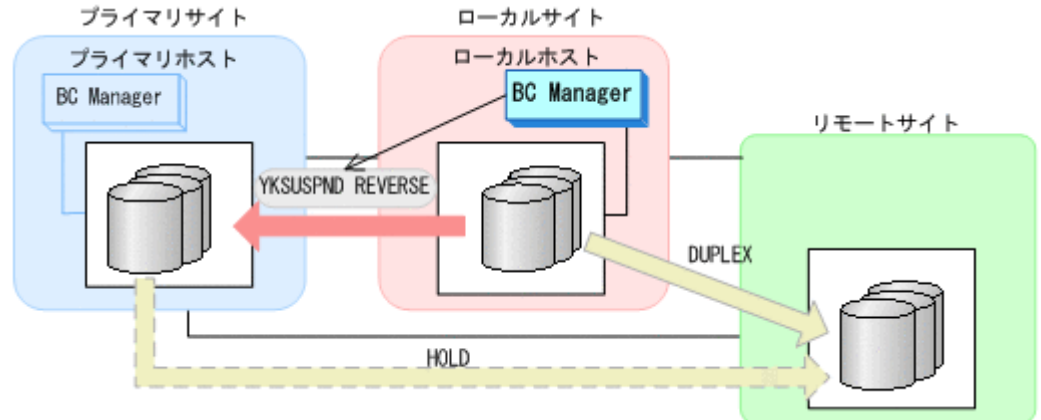 プライマリサイト
ローカルサイト
プライマリホスト
ローカルホスト
BC Manager
BC Manager
リモートサイト
YKSUSPND REVERSE
DUPLEX
HOLD